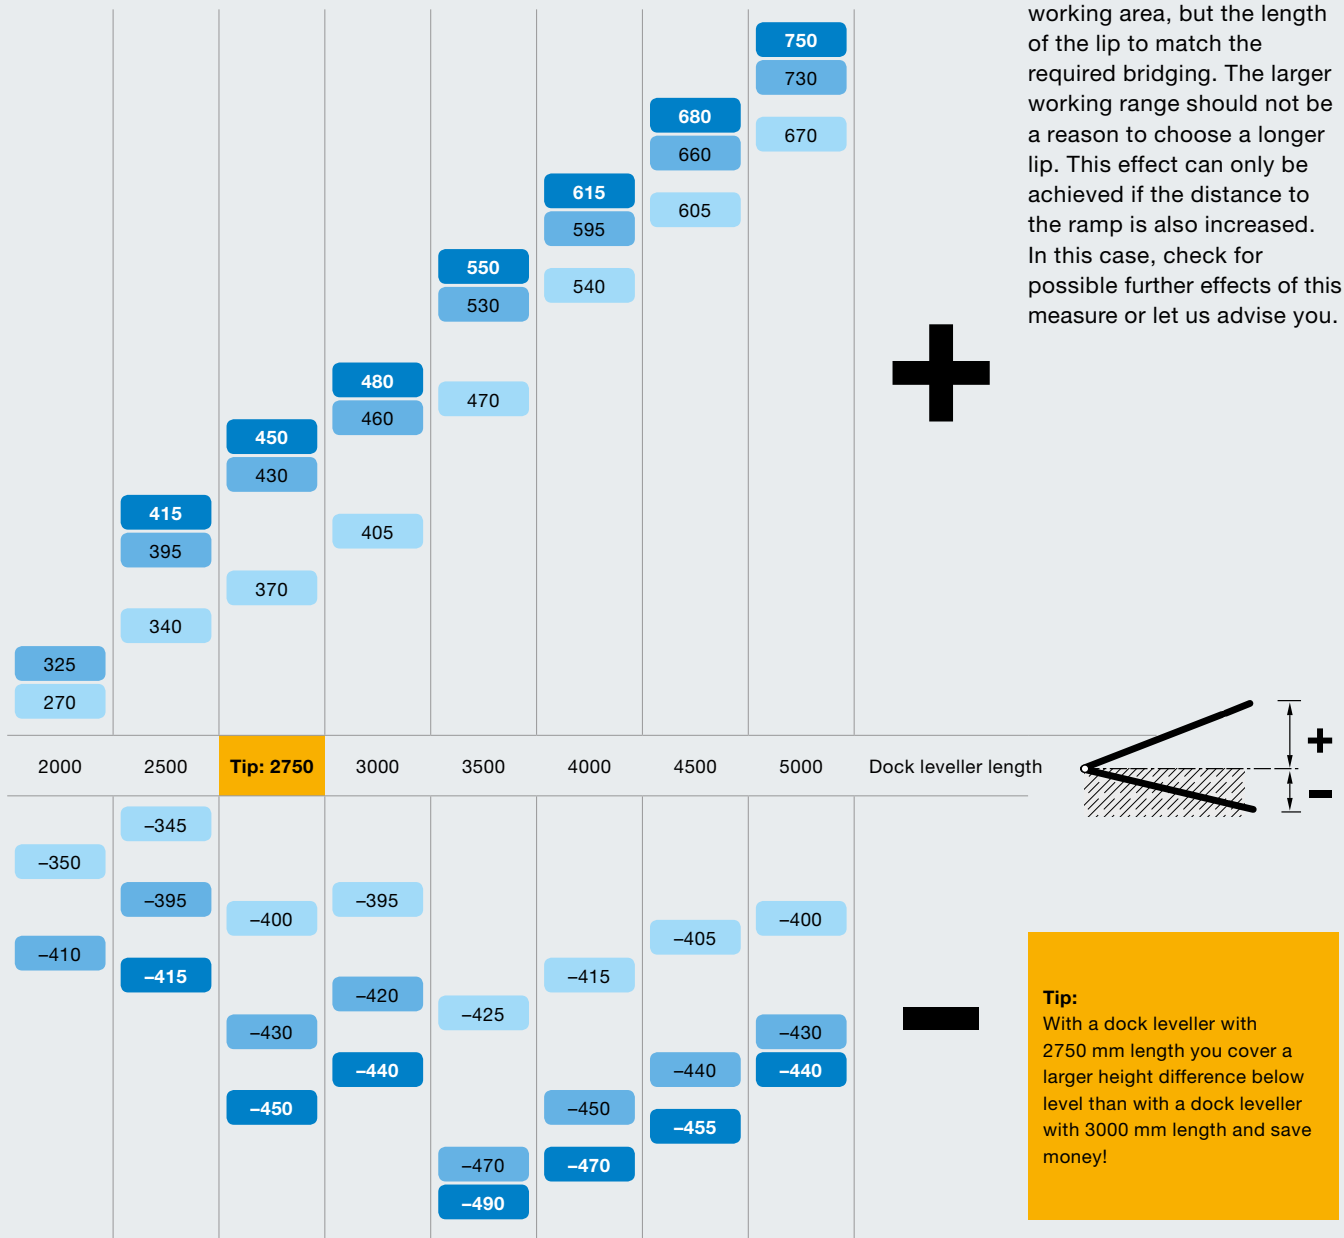 working area, but the length
of the lip to match the
required bridging. The larger
working range should not be
a reason to choose a longer
lip. This effect can only be
achieved if the distance to
the ramp is also increased.
In this case, check for
possible further effects of this
measure or let us advise you.
750
730
680
670
660
615
605
595
550
540
530
480
470
460
450
430
415
405
395
370
340
325
270
+
+
2000 2500 Tip: 2750 3000 3500 4000 4500 5000 Dock leveller length
–
–345
–350
–395 –395
–400 –400
–405
–410
–415 –415
–420
–425
–
–430 –430
–440 –440 –440
–450 –450
–455
–470 –470
–490
Tip:
With a dock leveller with
2750 mm length you cover a
larger height difference below
level than with a dock leveller
with 3000 mm length and save
money!